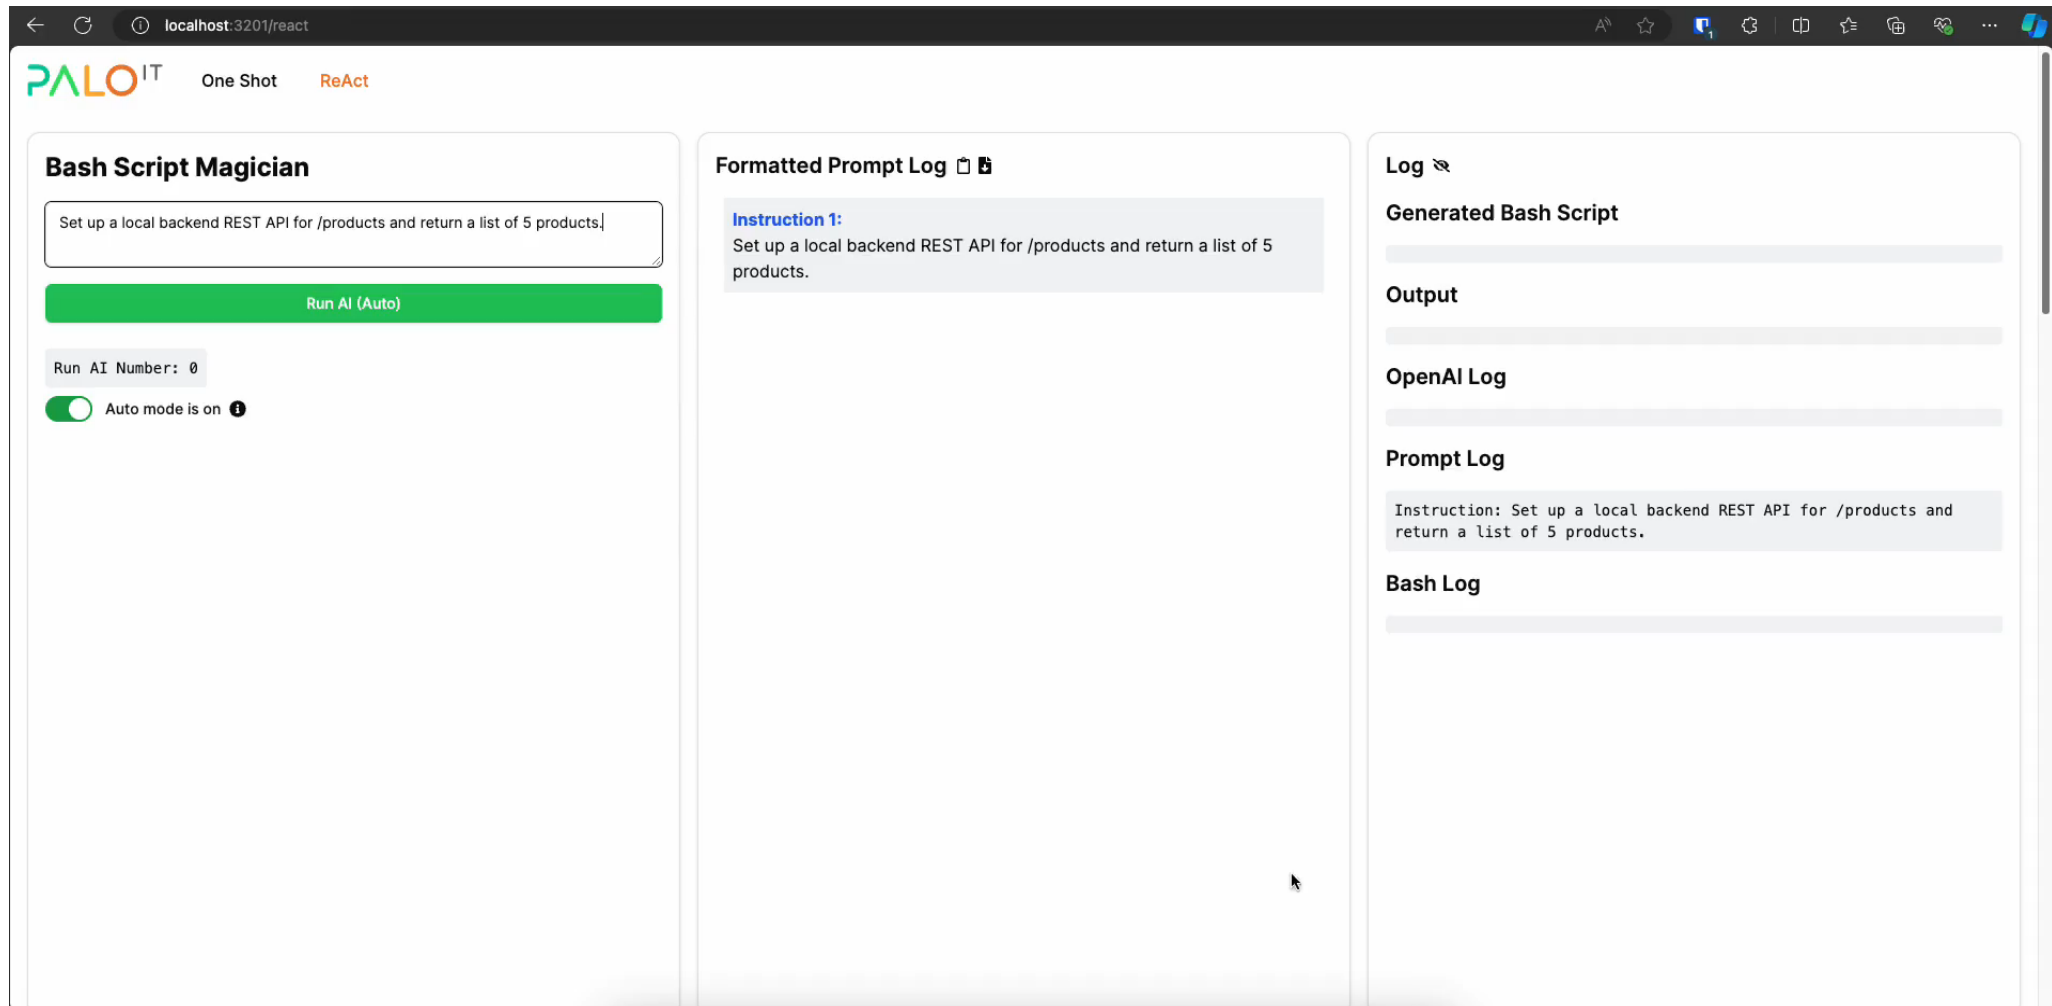 localhost:3201/react
PALO IT
One Shot
ReAct
Bash Script Magician
Set up a local backend REST API for /products and return a list of 5 products.
Run AI (Auto)
Run AI Number: 0
Auto mode is on
Formatted Prompt Log
Instruction 1:
Set up a local backend REST API for /products and return a list of 5
products.
Log
Generated Bash Script
Output
OpenAI Log
Prompt Log
Instruction: Set up a local backend REST API for /products and
return a list of 5 products.
Bash Log